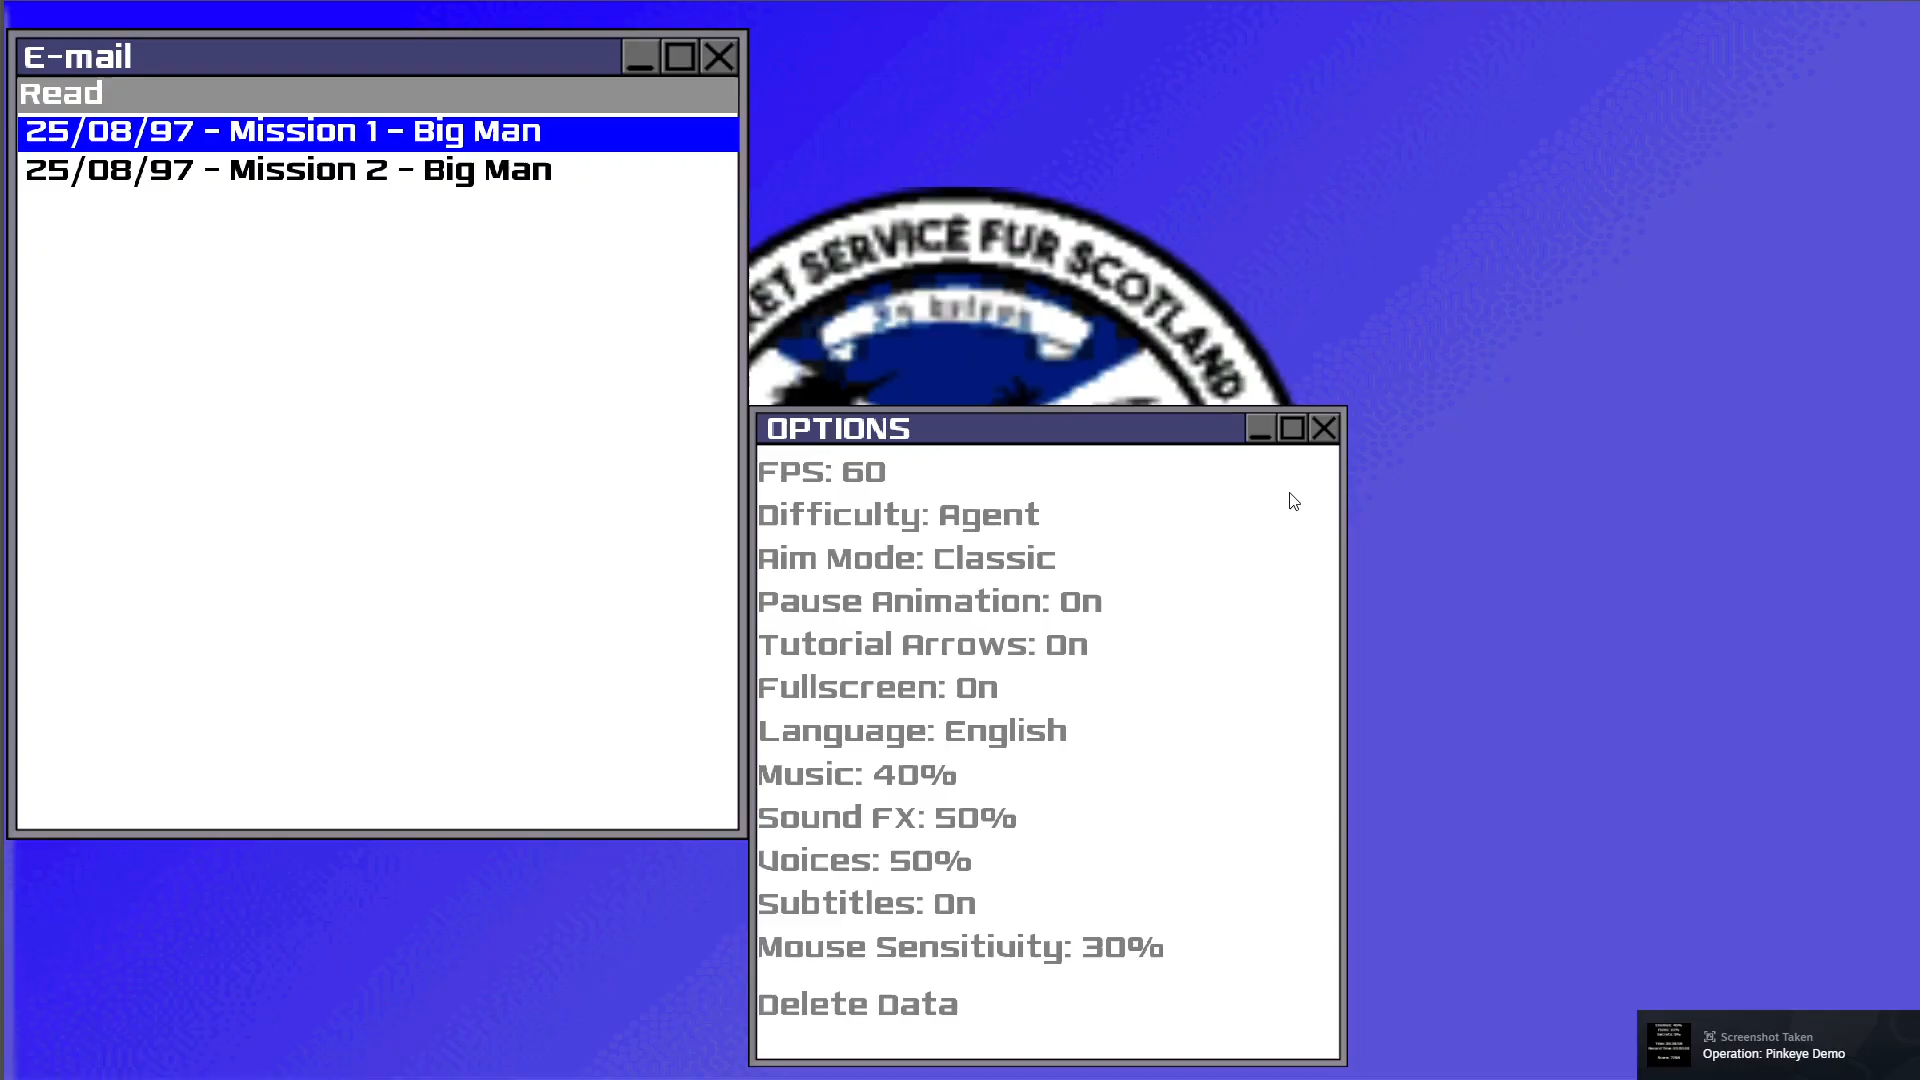 E-mail
Read
25/08/97 - Mission 1 - Big Man
25/08/97 - Mission 2 - Big Man
SERVICE FUR SCOTLAND
OPTIONS
FPS: 60
Difficulty: Agent
Aim Mode: Classic
Pause Animation: On
Tutorial Arrows: On
Fullscreen: On
Language: English
Music: 40%
Sound FX: 50%
Voices: 50%
Subtitles: On
Mouse Sensitivity: 30%
Delete Data
Screenshot Taken
Operation: Pinkeye Demo